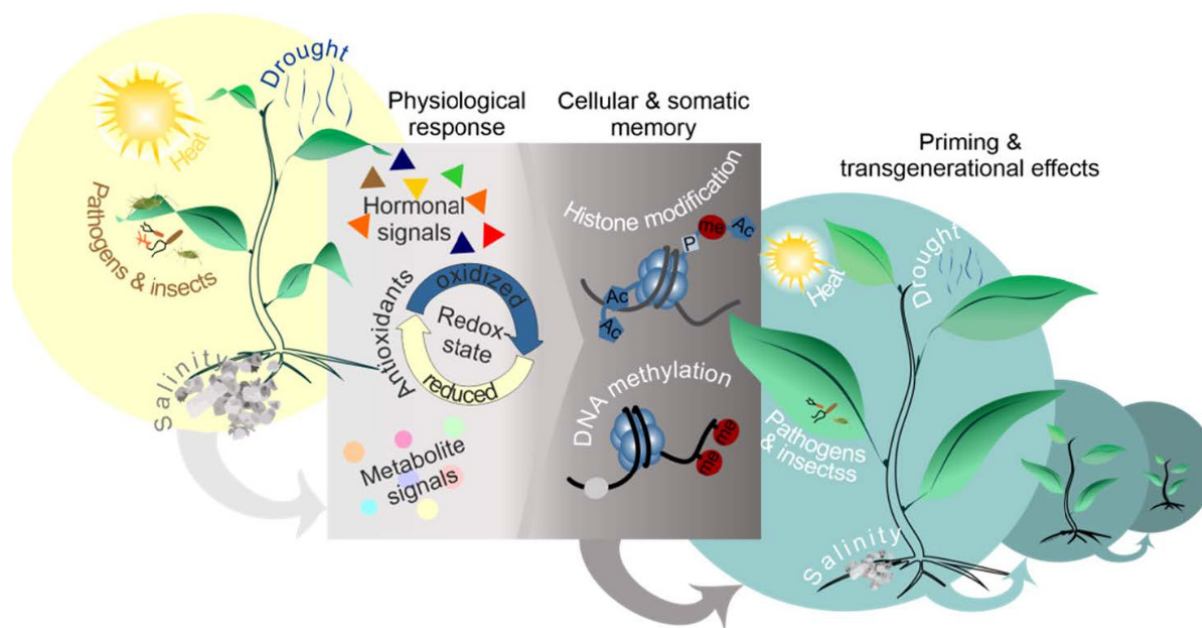 Drought
Heat
Pathogens & insects
Salinity
Physiological
response
Hormonal
signals
Antioxidants
oxidized
Redox-
state
reduced
Metabolite
signals
Cellular & somatic
memory
Histone modification
P
me
Ac
Ac
Ac
DNA methylation
me
me
Priming &
transgenerational effects
Heat
Drought
Pathogens
& insectss
Salinity